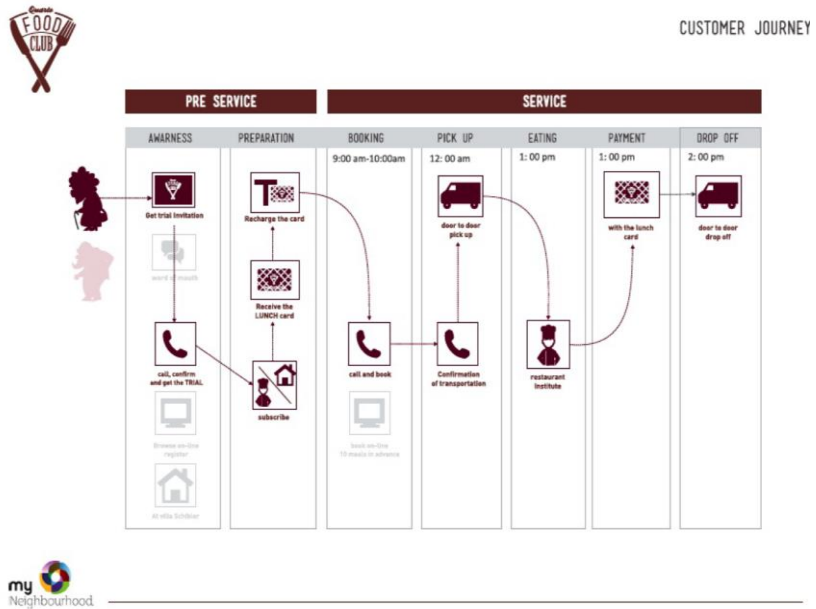 FOOD
CLUB
CUSTOMER JOURNEY
PRE SERVICE
SERVICE
AWARNESS
PREPARATION
BOOKING
PICK UP
EATING
PAYMENT
DROP OFF
9:00 am-10:00am
12: 00 am
1: 00 pm
1: 00 pm
2: 00 pm
Get trial invitation
Recharge the card
door to door
pick up
with the lunch
card
door to door
drop off
word of mouth
Receive the
LUNCH card
call, confirm
and get the TRIAL
call and book
Confirmation
of transportation
restaurant
institute
subscribe
Browse on-line
register
book on-line
10 meals in advance
At villa
my
Neighbourhood